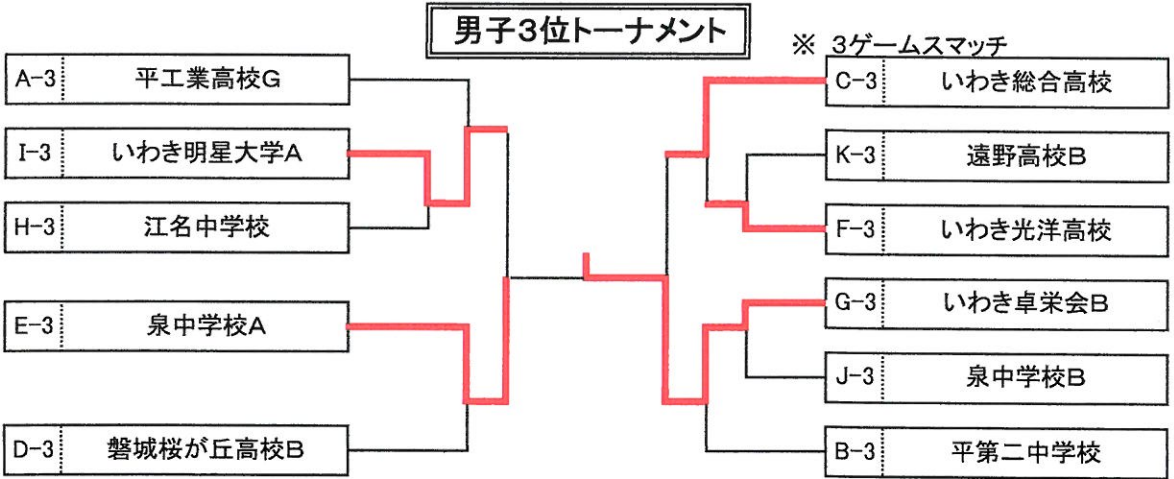 男子3位トーナメント
※ 3ゲームスマッチ
A-3 平工業高校G
I-3 いわき明星大学A
H-3 江名中学校
E-3 泉中学校A
D-3 磐城桜が丘高校B
C-3 いわき総合高校
K-3 遠野高校B
F-3 いわき光洋高校
G-3 いわき卓栄会B
J-3 泉中学校B
B-3 平第二中学校